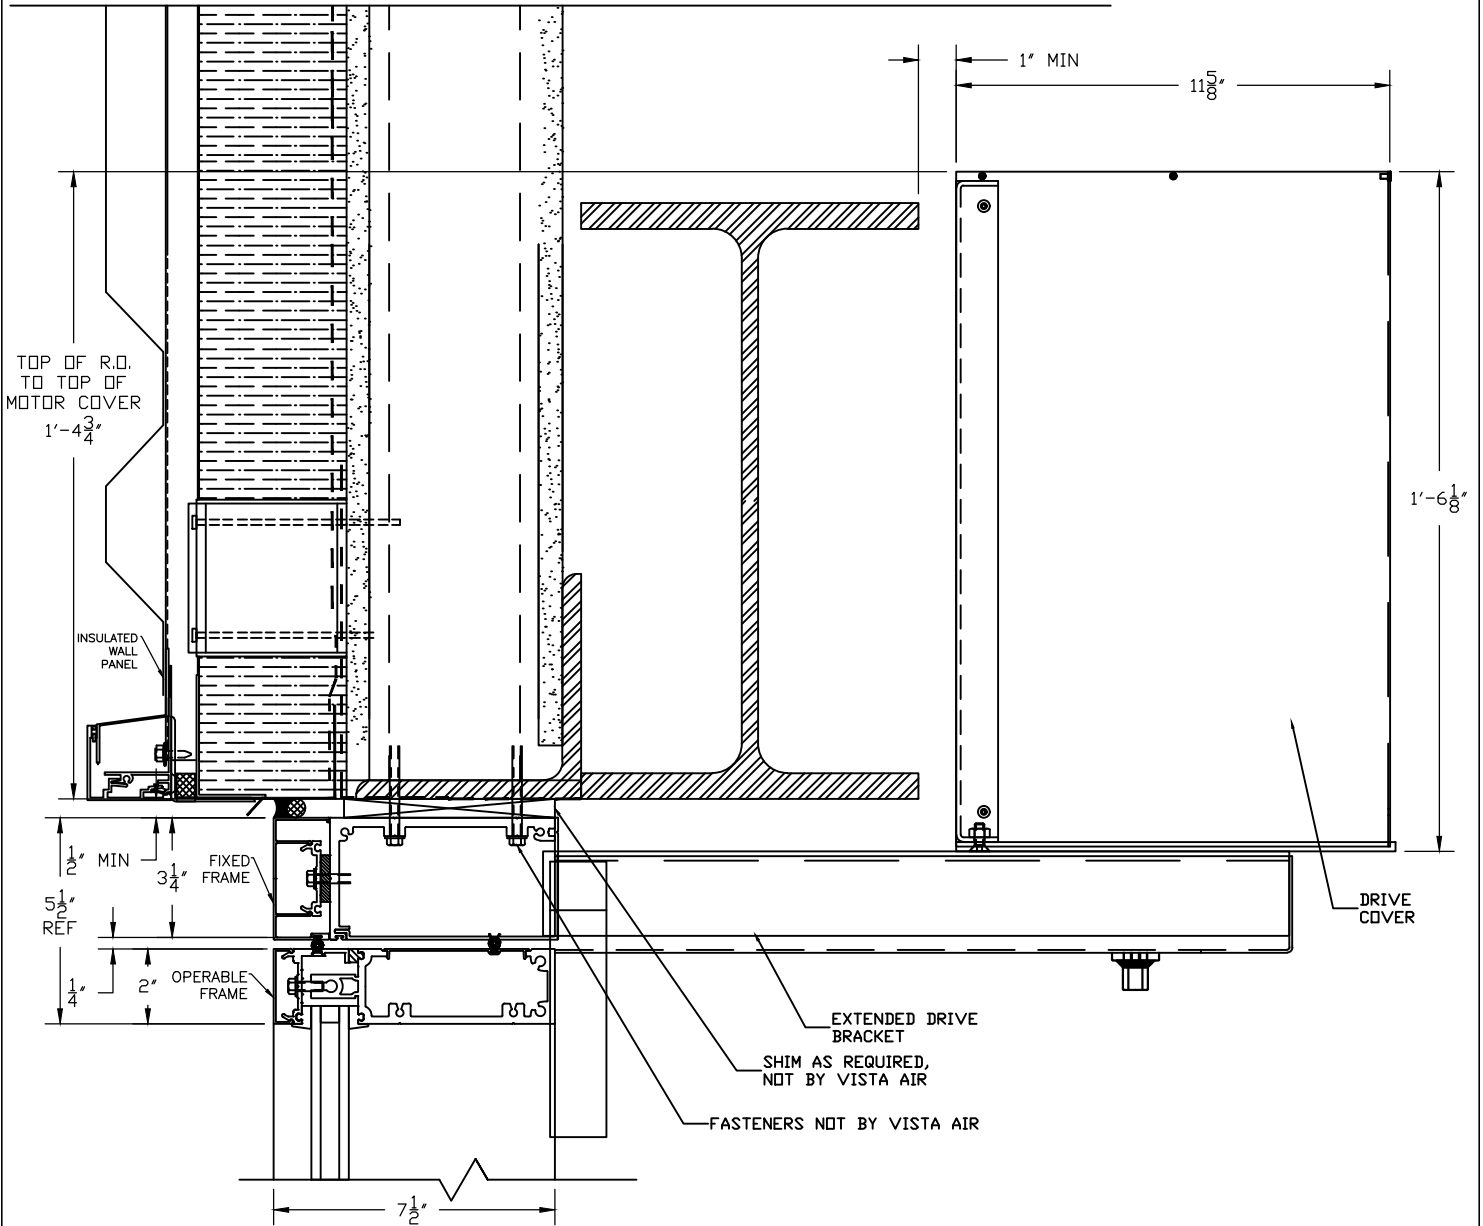 1" MIN
11 5/8"
TOP OF R.O.
TO TOP OF
MOTOR COVER
1'-4 3/4"
1'-6 1/8"
INSULATED
WALL
PANEL
1/2" MIN
3 1/4"
FIXED
FRAME
5 1/2"
REF
DRIVE
COVER
1/4"
2"
OPERABLE
FRAME
EXTENDED DRIVE
BRACKET
SHIM AS REQUIRED,
NOT BY VISTA AIR
FASTENERS NOT BY VISTA AIR
7 1/2"